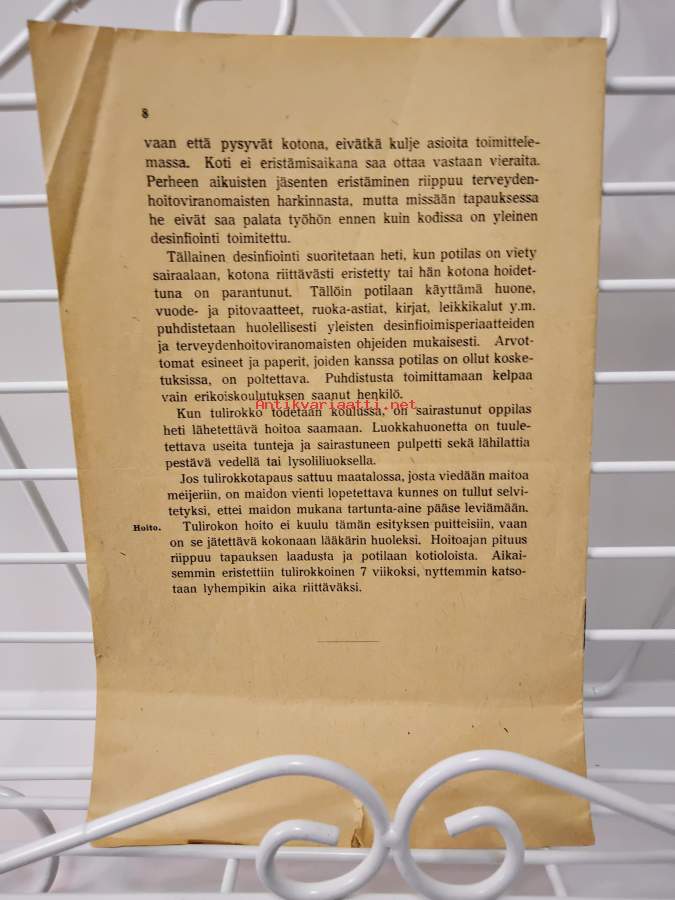 8
vaan että pysyvät kotona, eivätkä kulje asioita toimittele-
massa. Koti ei eristämisaikana saa ottaa vastaan vieraita.
Perheen aikuisten jäsenten eristäminen riippuu terveyden-
hoitoviranomaisten harkinnasta, mutta missään tapauksessa
he eivät saa palata työhön ennen kuin kodissa on yleinen
desinfiointi toimitettu.
Tällainen desinfiointi suoritetaan heti, kun potilas on viety
sairaalaan, kotona riittävästi eristetty tai hän kotona hoidet-
tuna on parantunut. Tällöin potilaan käyttämä huone,
vuode- ja pitovaatteet, ruoka-astiat, kirjat, leikkikalut y.m.
puhdistetaan huolellisesti yleisten desinfioimisperiaatteiden
ja terveydenhoitoviranomaisten ohjeiden mukaisesti. Arvot-
tomat esineet ja paperit, joiden kanssa potilas on ollut koske-
tuksissa, on poltettava. Puhdistusta toimittamaan kelpaa
vain erikoiskoulutuksen saanut henkilö.
Antikvariaatti.net
Kun tulirokko todetaan koulussa, on sairastunut oppilas
heti lähetettävä hoitoa saamaan. Luokkahuonetta on tuule-
tettava useita tunteja ja sairastuneen pulpetti sekä lähilattia
pestävä vedellä tai lysoliliuoksella.
Jos tulirokkotapaus sattuu maatalossa, josta viedään maitoa
meijeriin, on maidon vienti lopetettava kunnes on tullut selvi-
tetyksi, ettei maidon mukana tartunta-aine pääse leviämään.
Hoito. Tulirokon hoito ei kuulu tämän esityksen puitteisiin, vaan
on se jätettävä kokonaan lääkärin huoleksi. Hoitoajan pituus
riippuu tapauksen laadusta ja potilaan kotioloista. Aikai-
semmin eristettiin tulirokkoinen 7 viikoksi, nyttemmin katso-
taan lyhempikin aika riittäväksi.